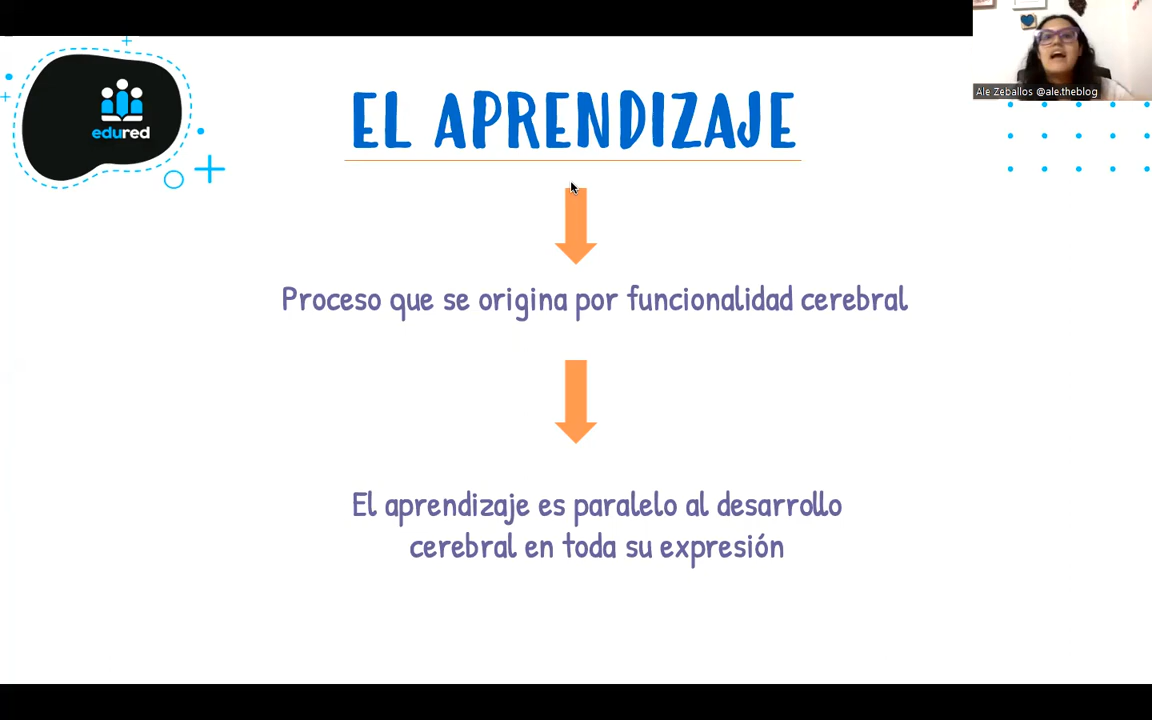 Ale Zeballos @ale.theblog
edured
EL APRENDIZAJE
Proceso que se origina por funcionalidad cerebral
El aprendizaje es paralelo al desarrollo
cerebral en toda su expresión